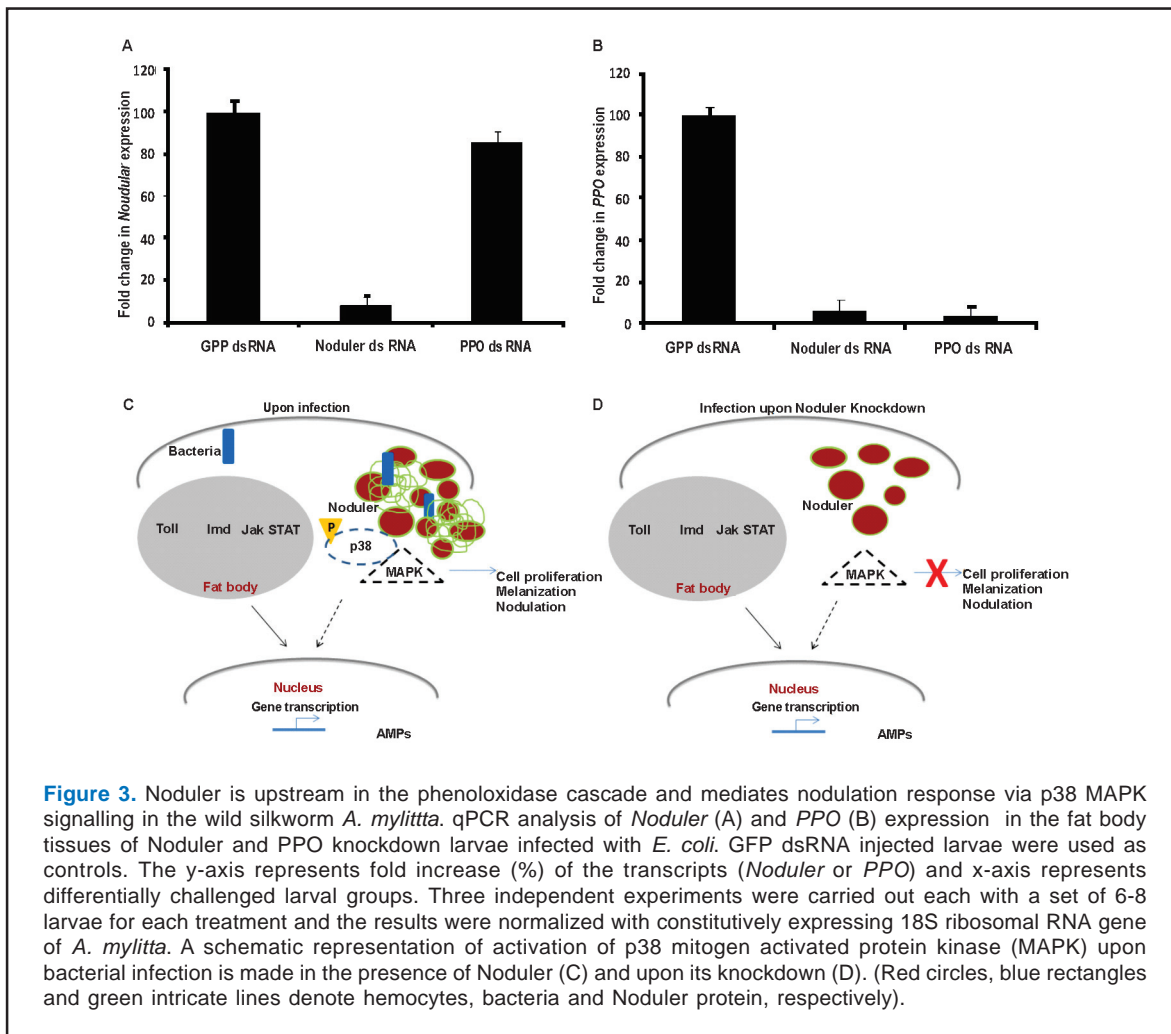 A
Fold change in Noudular expression
120
100
80
60
40
20
0
GPP dsRNA
Noduler ds RNA
PPO ds RNA
B
Fold change in PPO expression
120
100
80
60
40
20
0
GPP dsRNA
Noduler ds RNA
PPO ds RNA
C
Upon infection
Bacteria
Noduler
Toll Imd Jak STAT
P
p38
MAPK
Fat body
Cell proliferation
Melanization
Nodulation
Nucleus
Gene transcription
AMPs
D
Infection upon Noduler Knockdown
Noduler
Toll Imd Jak STAT
MAPK
X
Fat body
Cell proliferation
Melanization
Nodulation
Nucleus
Gene transcription
AMPs
Figure 3. Noduler is upstream in the phenoloxidase cascade and mediates nodulation response via p38 MAPK
signalling in the wild silkworm A. mylittta. qPCR analysis of Noduler (A) and PPO (B) expression in the fat body
tissues of Noduler and PPO knockdown larvae infected with E. coli. GFP dsRNA injected larvae were used as
controls. The y-axis represents fold increase (%) of the transcripts (Noduler or PPO) and x-axis represents
differentially challenged larval groups. Three independent experiments were carried out each with a set of 6-8
larvae for each treatment and the results were normalized with constitutively expressing 18S ribosomal RNA gene
of A. mylitta. A schematic representation of activation of p38 mitogen activated protein kinase (MAPK) upon
bacterial infection is made in the presence of Noduler (C) and upon its knockdown (D). (Red circles, blue rectangles
and green intricate lines denote hemocytes, bacteria and Noduler protein, respectively).